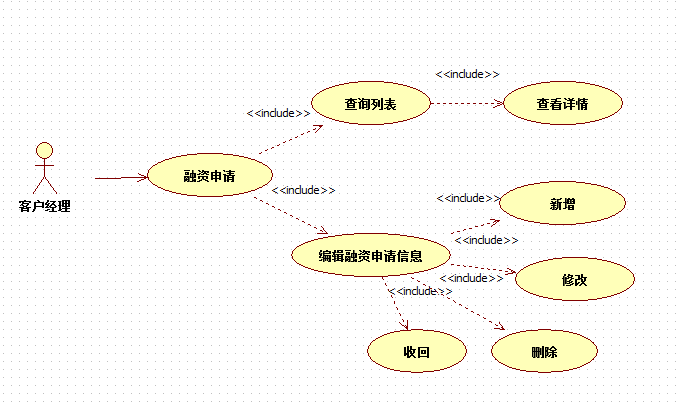 <<include>>
查询列表
查看详情
<<include>>
融资申请
客户经理
<<include>>
<<include>>
新增
<<include>>
编辑融资申请信息
<<include>>
修改
<<include>>
收回
删除